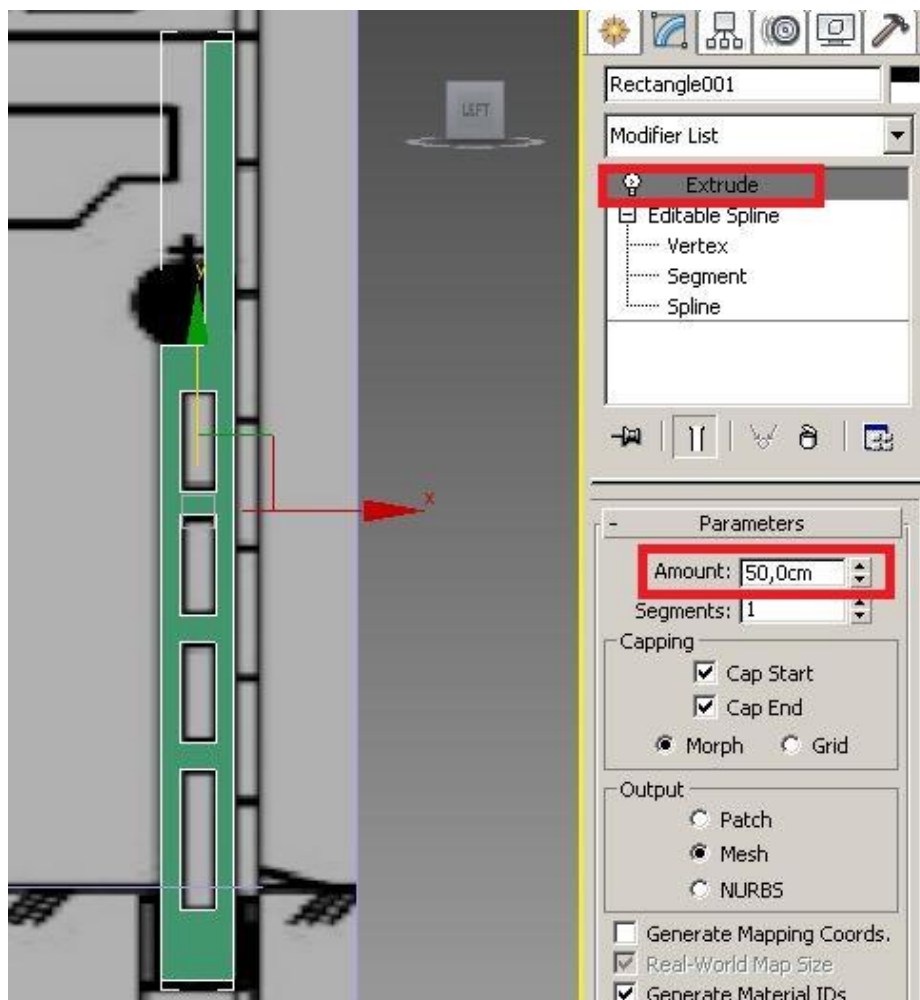 LEFT
y
x
Rectangle001
Modifier List
Extrude
Editable Spline
Vertex
Segment
Spline
- Parameters
Amount: 50,0cm
Segments: 1
Capping
Cap Start
Cap End
Morph Grid
Output
Patch
Mesh
NURBS
Generate Mapping Coords.
Real-World Map Size
Generate Material IDs